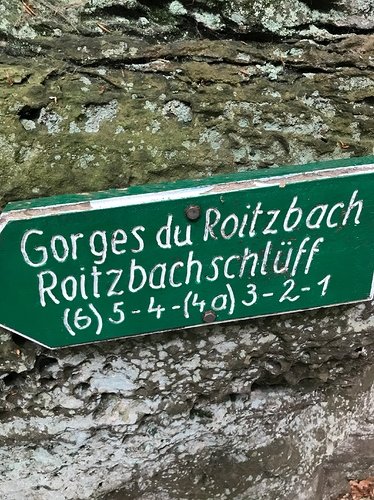 Gorges du Roitzbach
Roitzbachschlüff
(6) 5 - 4 - (4a) 3 - 2 - 1